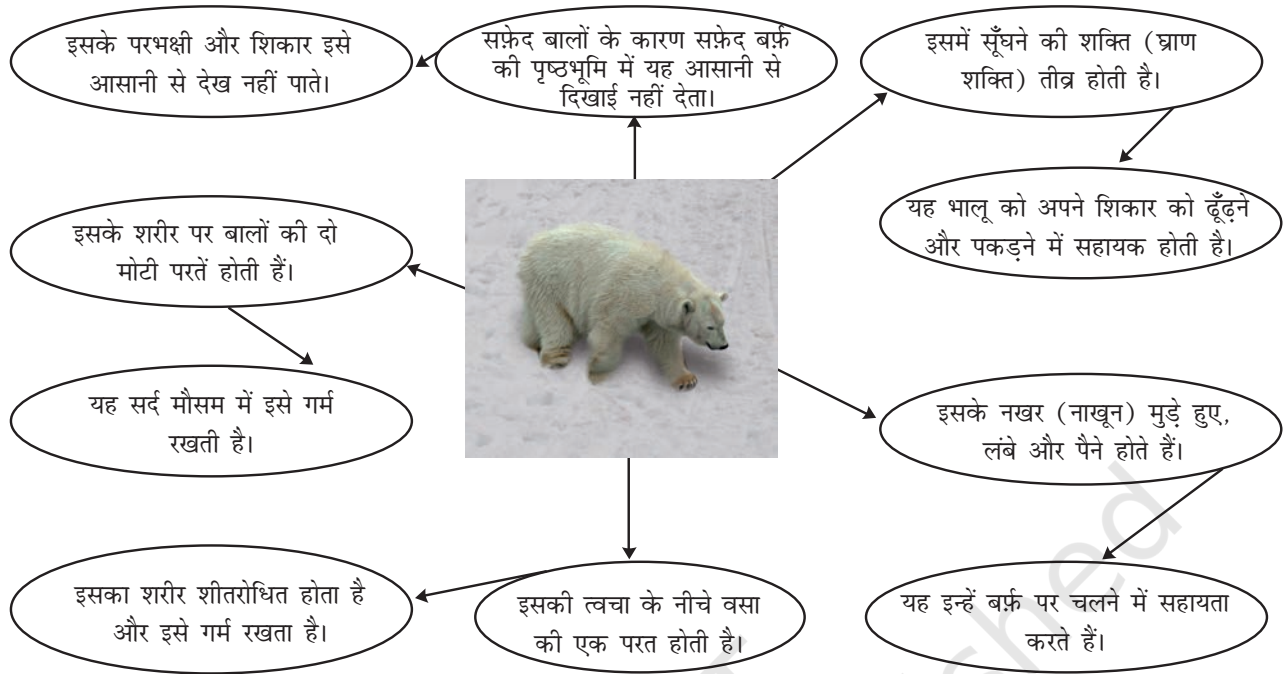 इसके परभक्षी और शिकार इसे
आसानी से देख नहीं पाते।
सफ़ेद बालों के कारण सफ़ेद बर्फ़
की पृष्ठभूमि में यह आसानी से
दिखाई नहीं देता।
इसमें सूँघने की शक्ति (घ्राण
शक्ति) तीव्र होती है।
यह भालू को अपने शिकार को ढूँढ़ने
और पकड़ने में सहायक होती है।
इसके शरीर पर बालों की दो
मोटी परतें होती हैं।
यह सर्द मौसम में इसे गर्म
रखती है।
इसके नखर (नाखून) मुड़े हुए,
लंबे और पैने होते हैं।
यह इन्हें बर्फ़ पर चलने में सहायता
करते हैं।
इसकी त्वचा के नीचे वसा
की एक परत होती है।
इसका शरीर शीतरोधित होता है
और इसे गर्म रखता है।